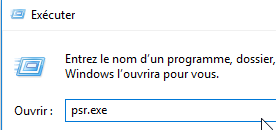 Exécuter
Entrez le nom d'un programme, dossier,
Windows l'ouvrira pour vous.
Ouvrir :
psr.exe